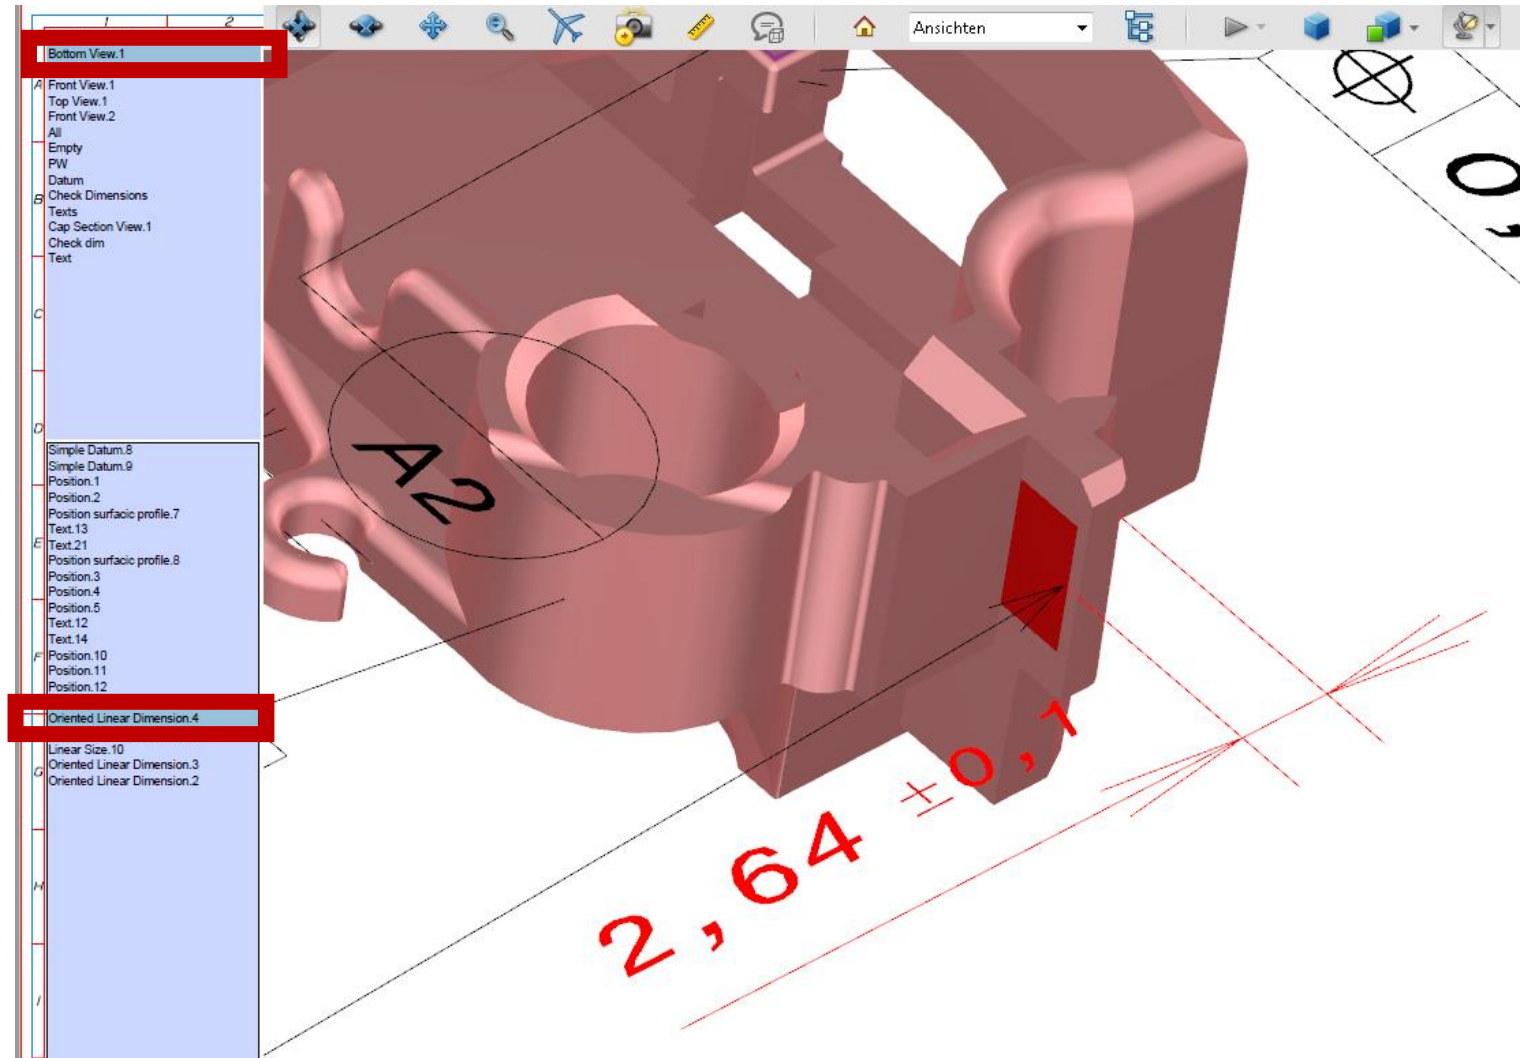 1 2
Ansichten
Bottom View.1
A
Front View.1
Top View.1
Front View.2
All
Empty
PW
Datum
B
Check Dimensions
Texts
Cap Section View.1
Check dim
Text
C
D
Simple Datum.8
Simple Datum.9
Position.1
Position.2
Position surfacic profile.7
Text.13
E
Text.21
Position surfacic profile.8
Position.3
Position.4
Position.5
Text.12
Text.14
F
Position.10
Position.11
Position.12
Oriented Linear Dimension.4
Linear Size.10
G
Oriented Linear Dimension.3
Oriented Linear Dimension.2
H
I
A2
0,
2,64 ±0,1